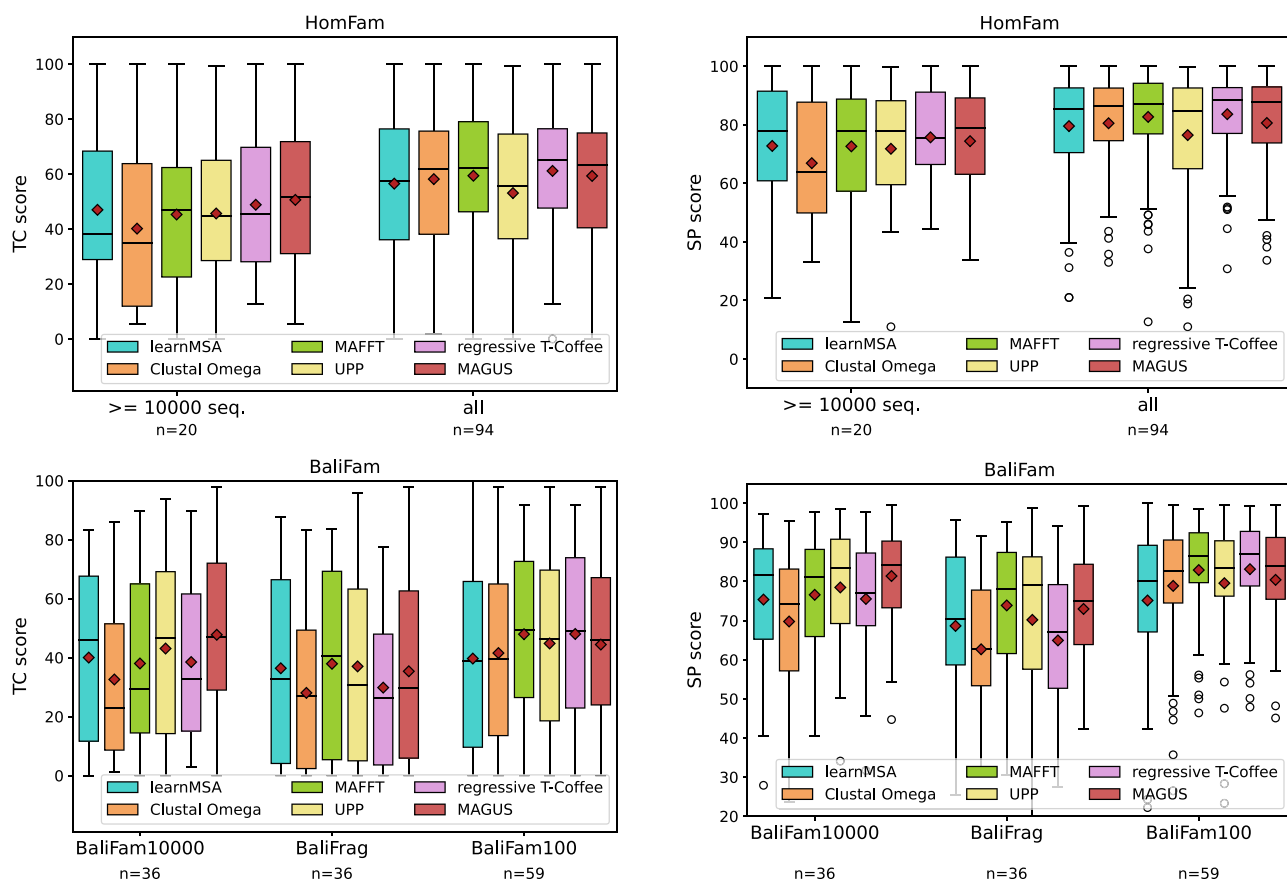 HomFam
TC score
100
80
60
40
20
0
learnMSA
MAFFT
regressive T-Coffee
Clustal Omega
UPP
MAGUS
>= 10000 seq.
all
n=20
n=94
HomFam
SP score
100
80
60
40
20
0
learnMSA
MAFFT
regressive T-Coffee
Clustal Omega
UPP
MAGUS
>= 10000 seq.
all
n=20
n=94
BaliFam
TC score
100
80
60
40
20
0
learnMSA
MAFFT
regressive T-Coffee
Clustal Omega
UPP
MAGUS
BaliFam10000
BaliFrag
BaliFam100
n=36
n=36
n=59
BaliFam
SP score
100
90
80
70
60
50
40
30
20
learnMSA
MAFFT
regressive T-Coffee
Clustal Omega
UPP
MAGUS
BaliFam10000
BaliFrag
BaliFam100
n=36
n=36
n=59